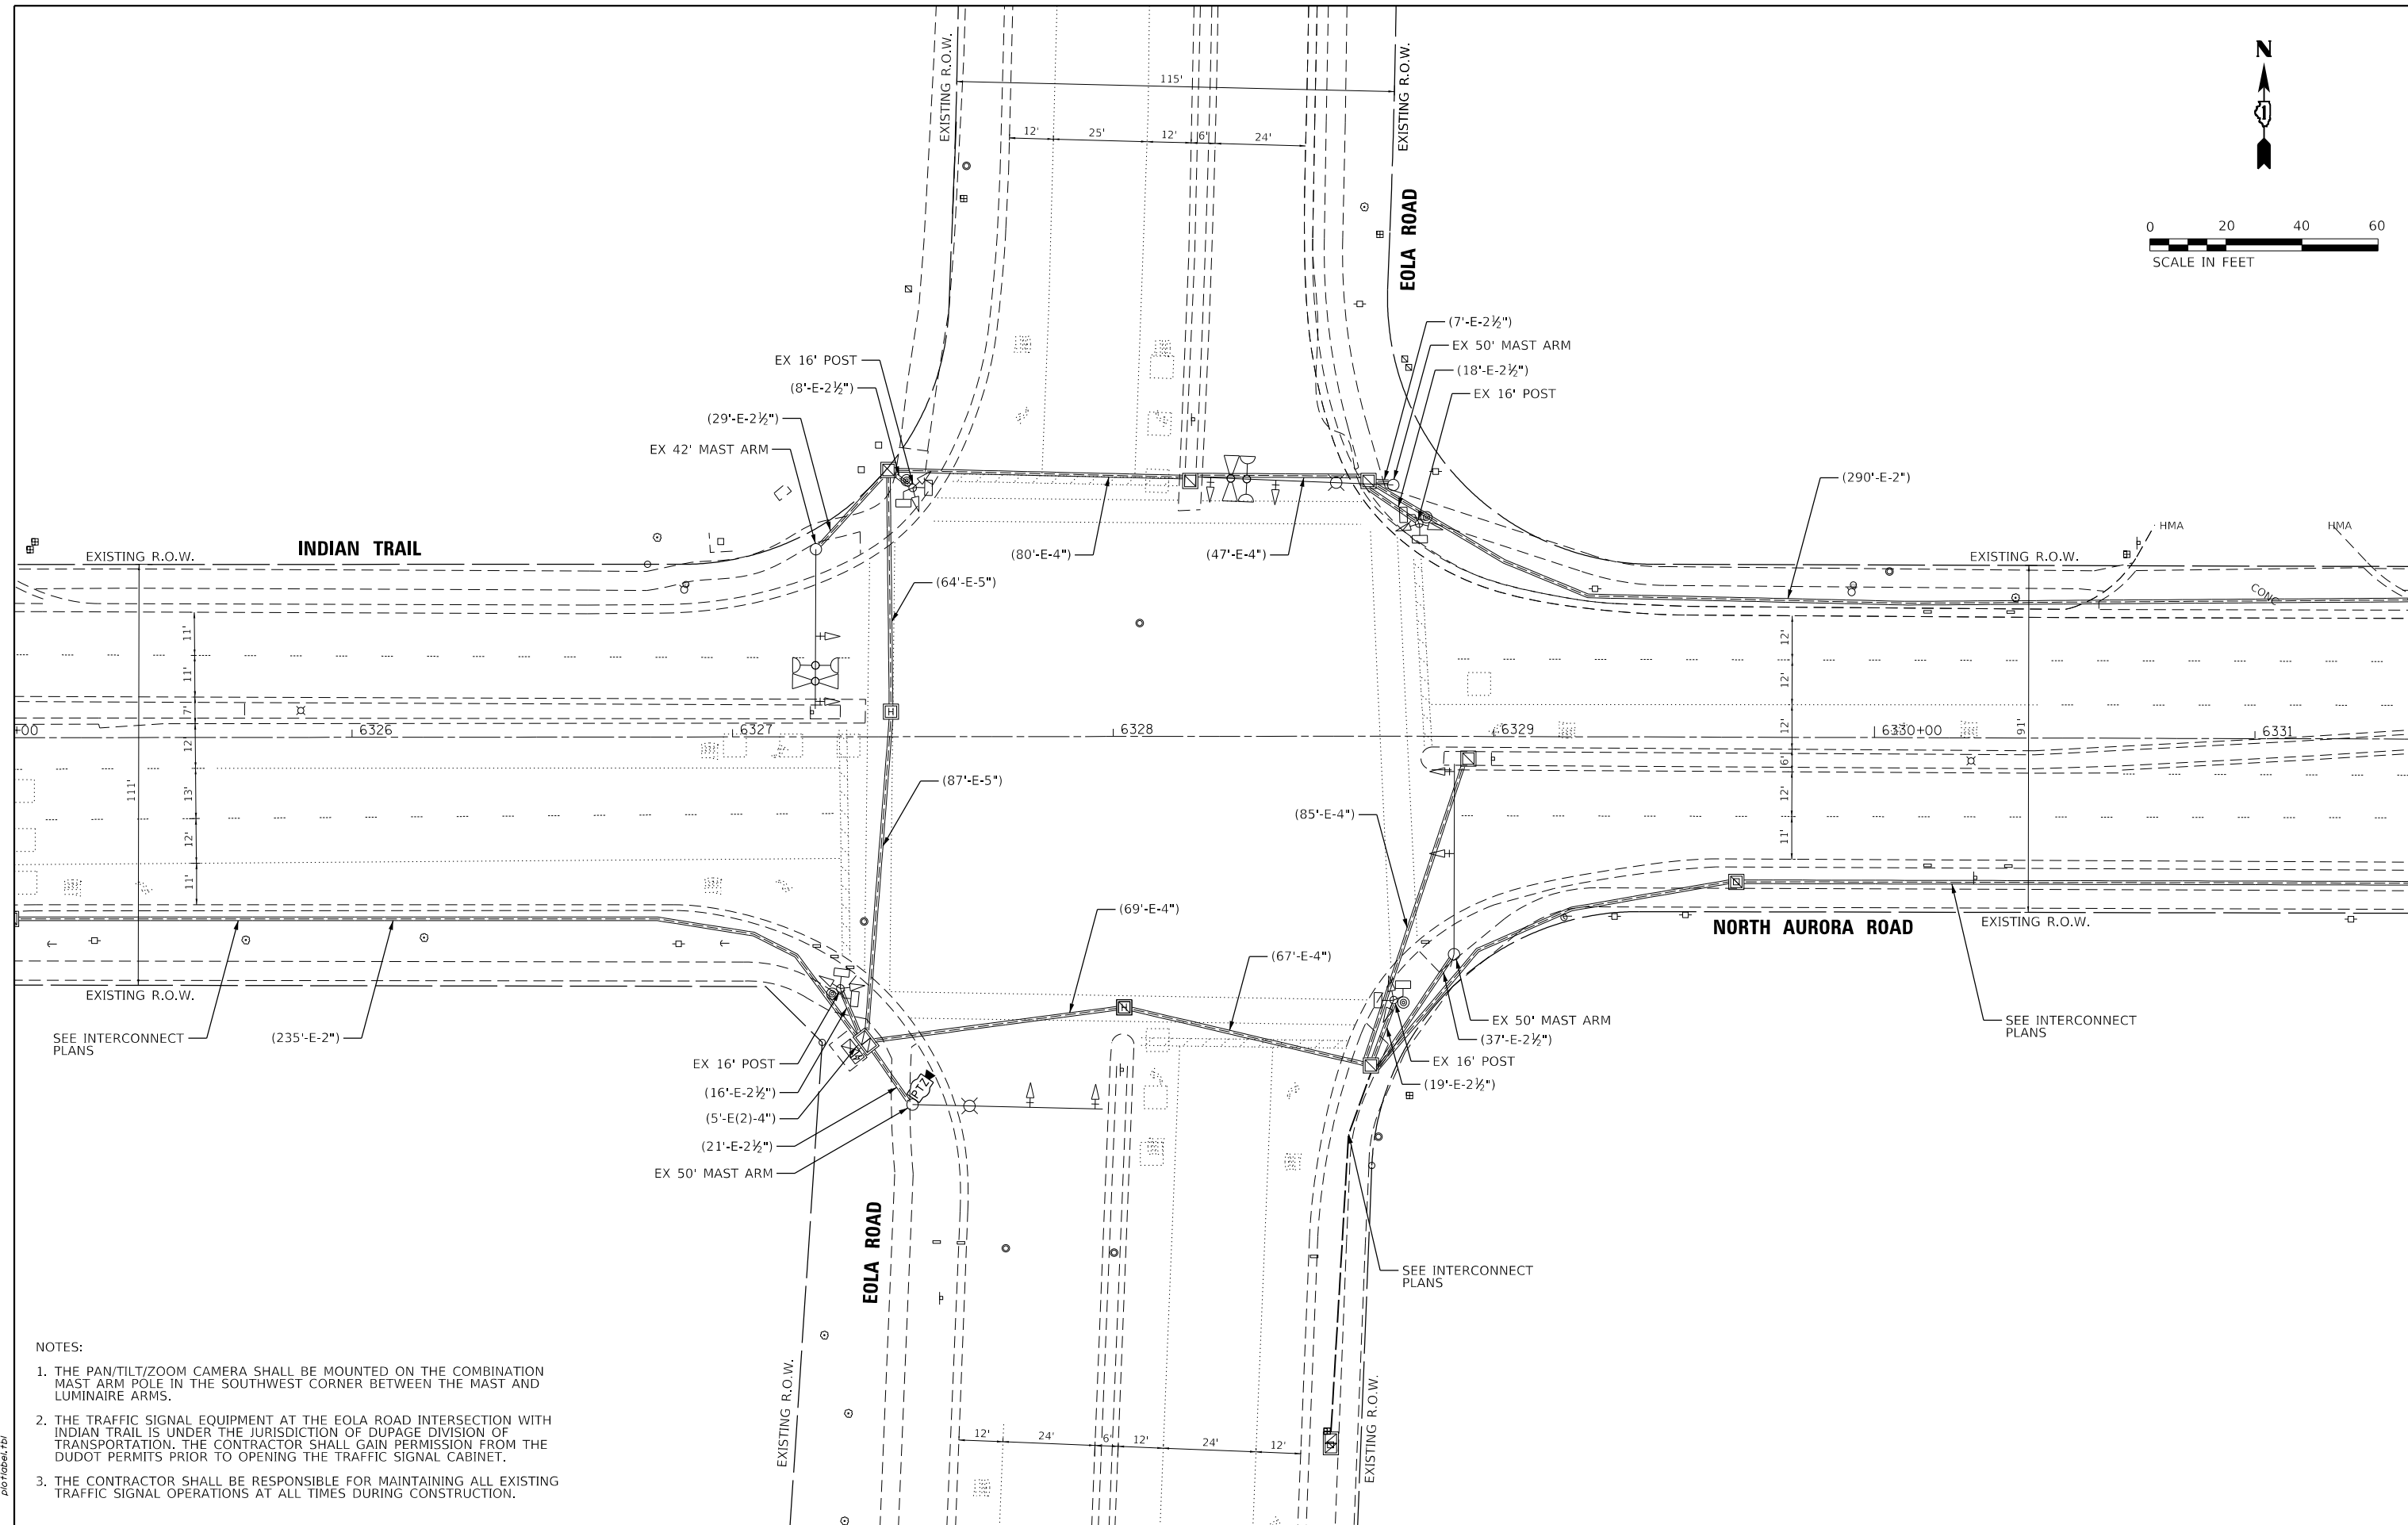 EXISTING R.O.W.
115'
EXISTING R.O.W.
12' 25' 12' 6' 24'
N
1
0 20 40 60
SCALE IN FEET
EOLA ROAD
(7'-E-2½")
EX 50' MAST ARM
(18'-E-2½")
EX 16' POST
EX 16' POST
(8'-E-2½")
(29'-E-2½")
EX 42' MAST ARM
(290'-E-2")
INDIAN TRAIL
EXISTING R.O.W.
(80'-E-4")
(47'-E-4")
HMA
HMA
EXISTING R.O.W.
CONC
(64'-E-5")
11'
11'
7'
12'
13'
12'
11'
111'
H
12'
12'
12'
6'
12'
11'
91'
+00
6326
6327
6328
6329
6330+00
6331
(87'-E-5")
(85'-E-4")
(69'-E-4")
(67'-E-4")
NORTH AURORA ROAD
EXISTING R.O.W.
EXISTING R.O.W.
H
SEE INTERCONNECT
PLANS
(235'-E-2")
EX 50' MAST ARM
(37'-E-2½")
EX 16' POST
(19'-E-2½")
SEE INTERCONNECT
PLANS
EX 16' POST
(16'-E-2½")
(5'-E(2)-4")
(21'-E-2½")
EX 50' MAST ARM
PTZ
EOLA ROAD
SEE INTERCONNECT
PLANS
EXISTING R.O.W.
12' 24' 6' 12' 24' 12'
EXISTING R.O.W.
NOTES:
1. THE PAN/TILT/ZOOM CAMERA SHALL BE MOUNTED ON THE COMBINATION
MAST ARM POLE IN THE SOUTHWEST CORNER BETWEEN THE MAST AND
LUMINAIRE ARMS.
2. THE TRAFFIC SIGNAL EQUIPMENT AT THE EOLA ROAD INTERSECTION WITH
INDIAN TRAIL IS UNDER THE JURISDICTION OF DUPAGE DIVISION OF
TRANSPORTATION. THE CONTRACTOR SHALL GAIN PERMISSION FROM THE
DUDOT PERMITS PRIOR TO OPENING THE TRAFFIC SIGNAL CABINET.
3. THE CONTRACTOR SHALL BE RESPONSIBLE FOR MAINTAINING ALL EXISTING
TRAFFIC SIGNAL OPERATIONS AT ALL TIMES DURING CONSTRUCTION.
plotlabel.tbl